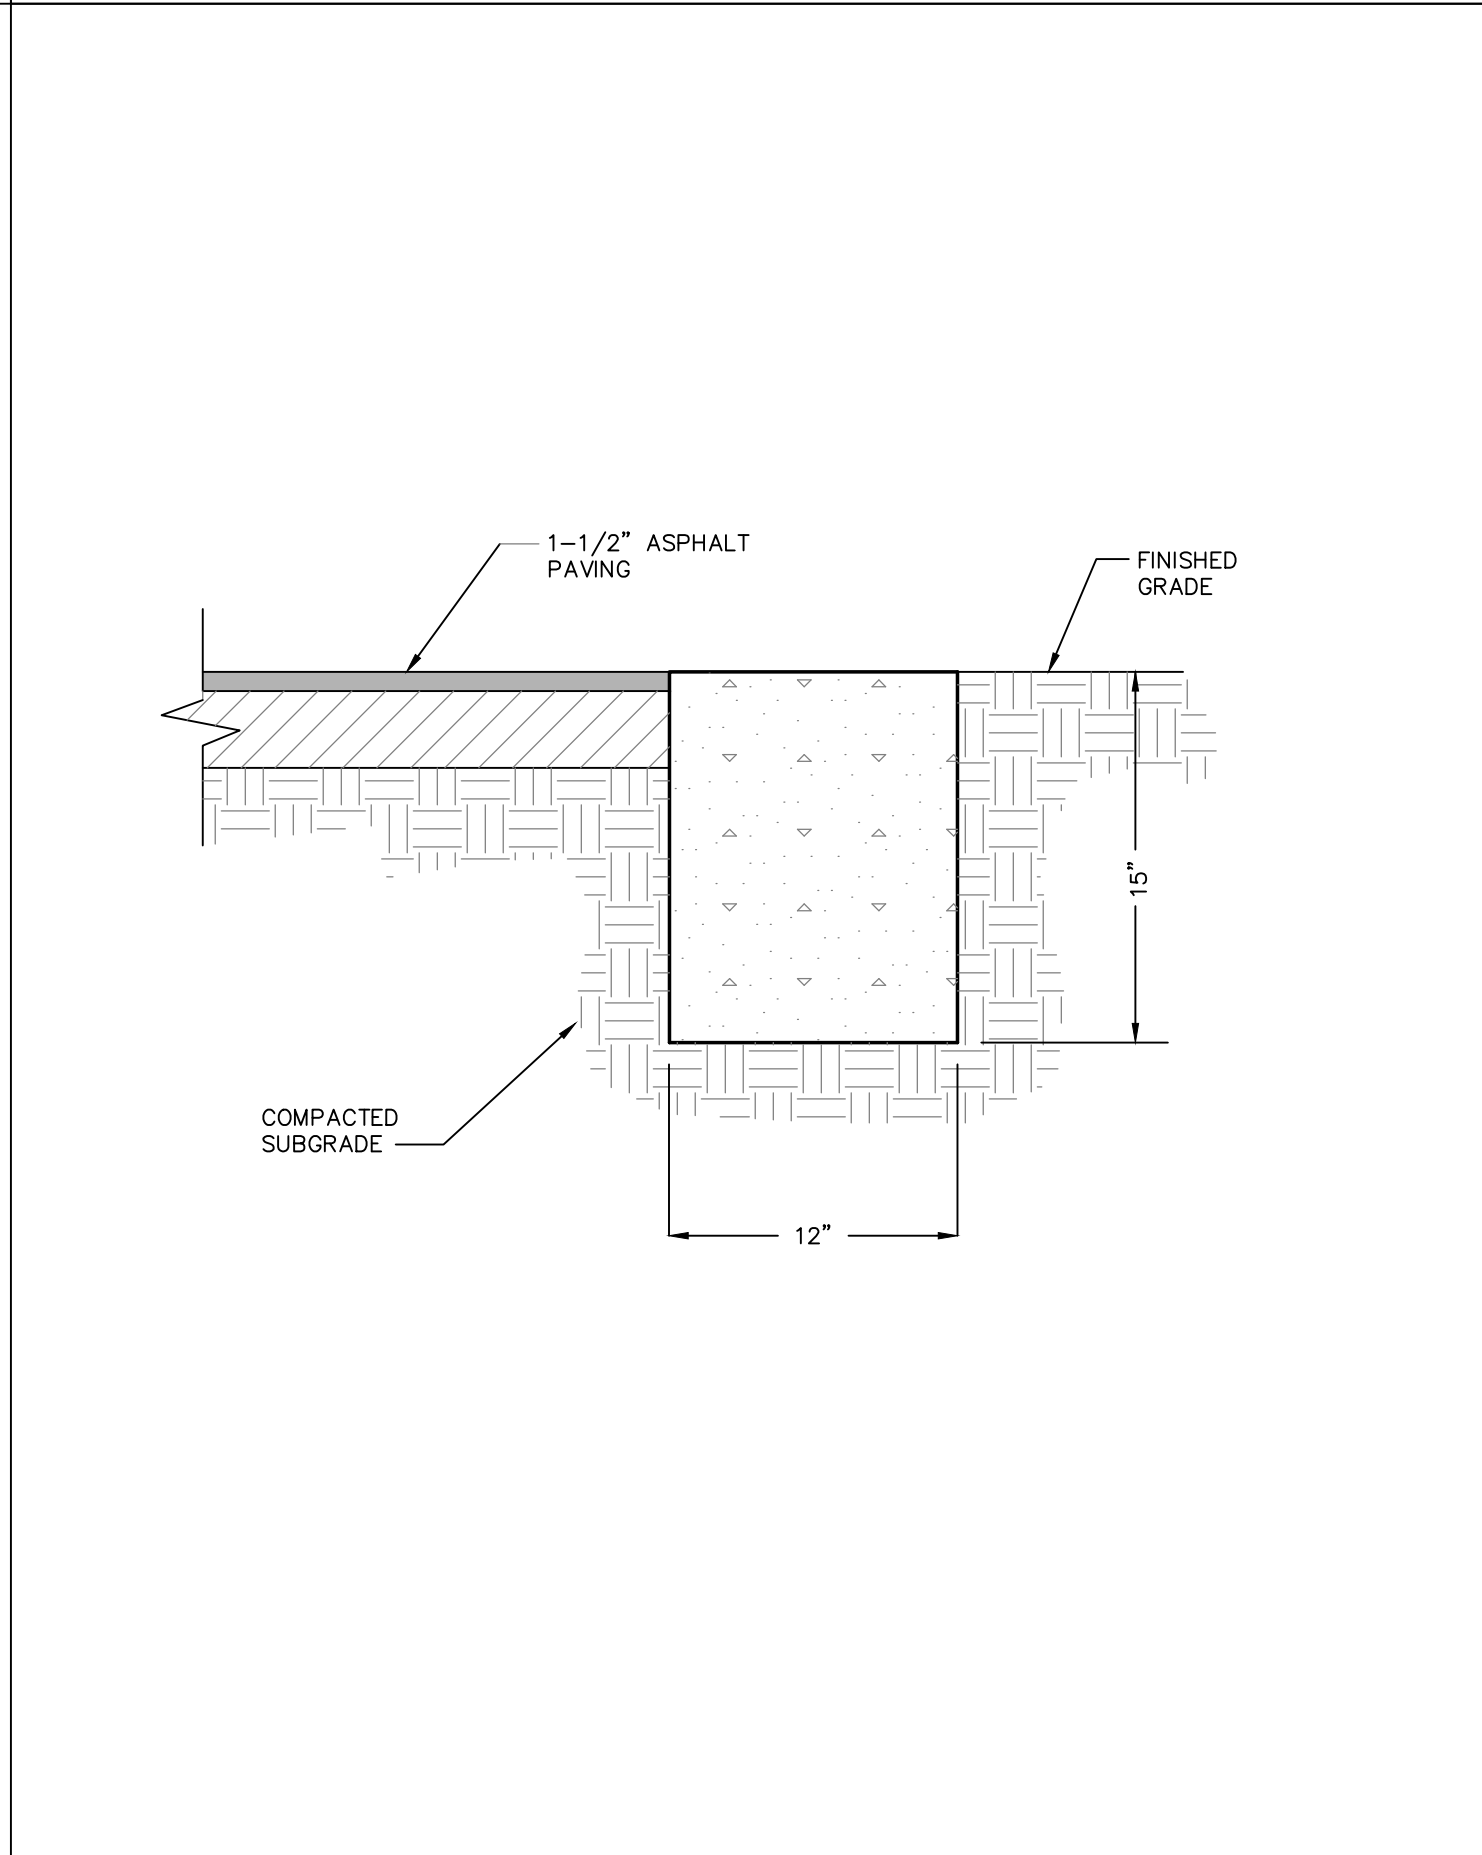 1-1/2" ASPHALT
PAVING
FINISHED
GRADE
15"
COMPACTED
SUBGRADE
12"